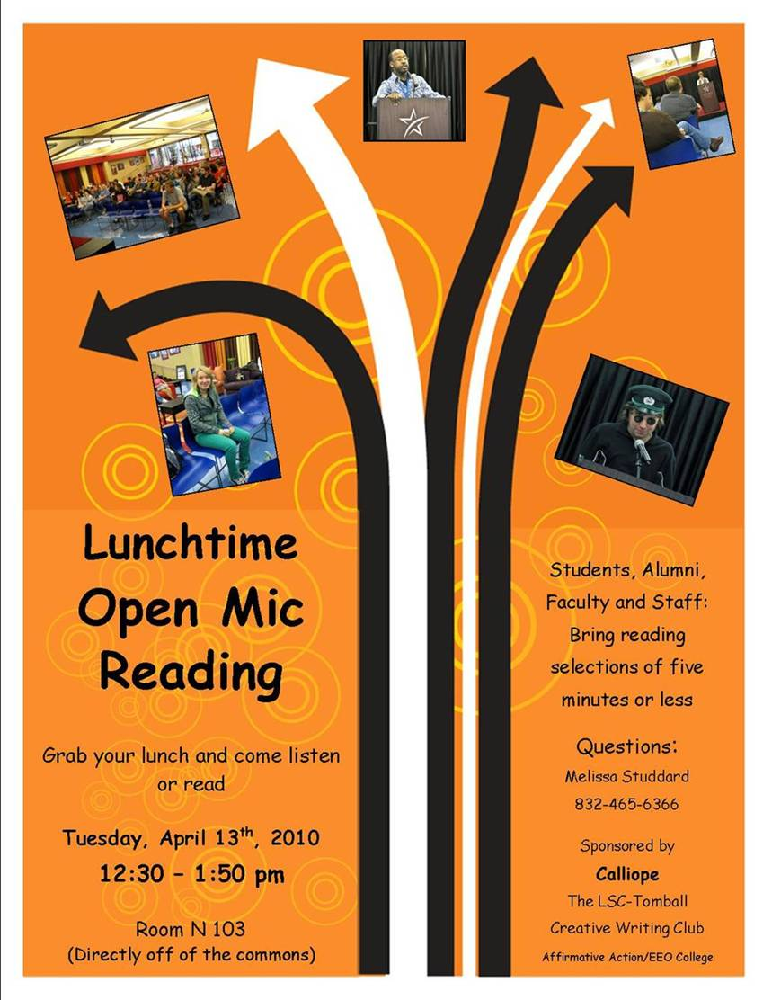 Lunchtime
Open Mic
Reading
Grab your lunch and come listen
or read
Tuesday, April 13th, 2010
12:30 – 1:50 pm
Room N 103
(Directly off of the commons)
Students, Alumni,
Faculty and Staff:
Bring reading
selections of five
minutes or less
Questions:
Melissa Studdard
832-465-6366
Sponsored by
Calliope
The LSC-Tomball
Creative Writing Club
Affirmative Action/EEO College